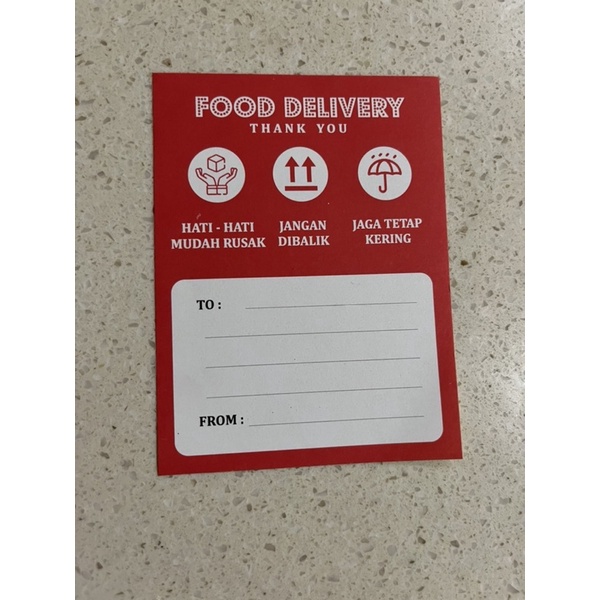 FOOD DELIVERY
THANK YOU
HATI - HATI
MUDAH RUSAK
JANGAN
DIBALIK
JAGA TETAP
KERING
TO :
FROM :